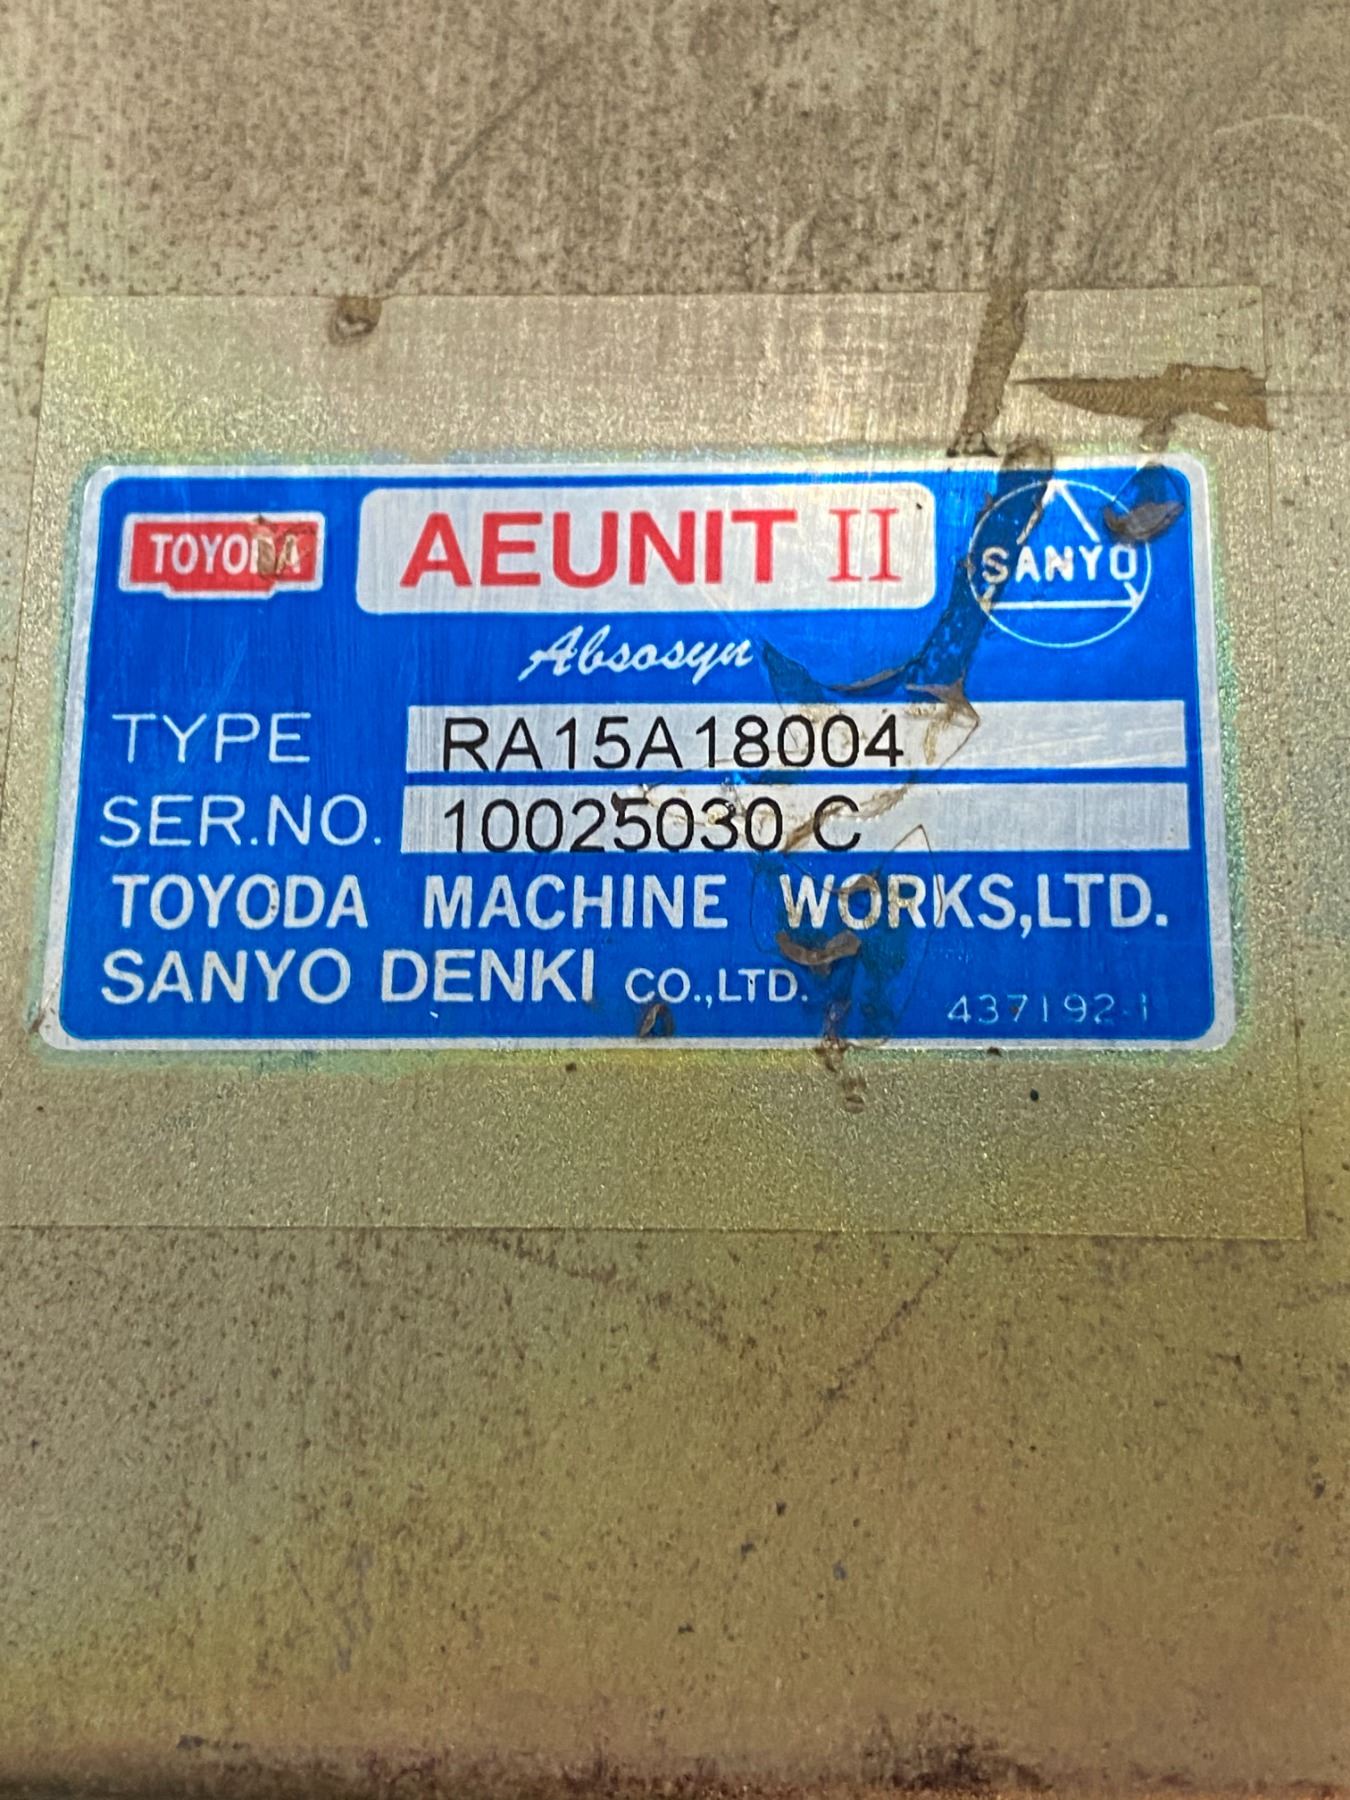 TOYODA AEUNIT II SANYO
Absosyn
TYPE RA15A18004
SER.NO. 10025030 C
TOYODA MACHINE WORKS,LTD.
SANYO DENKI CO.,LTD. 437192-1